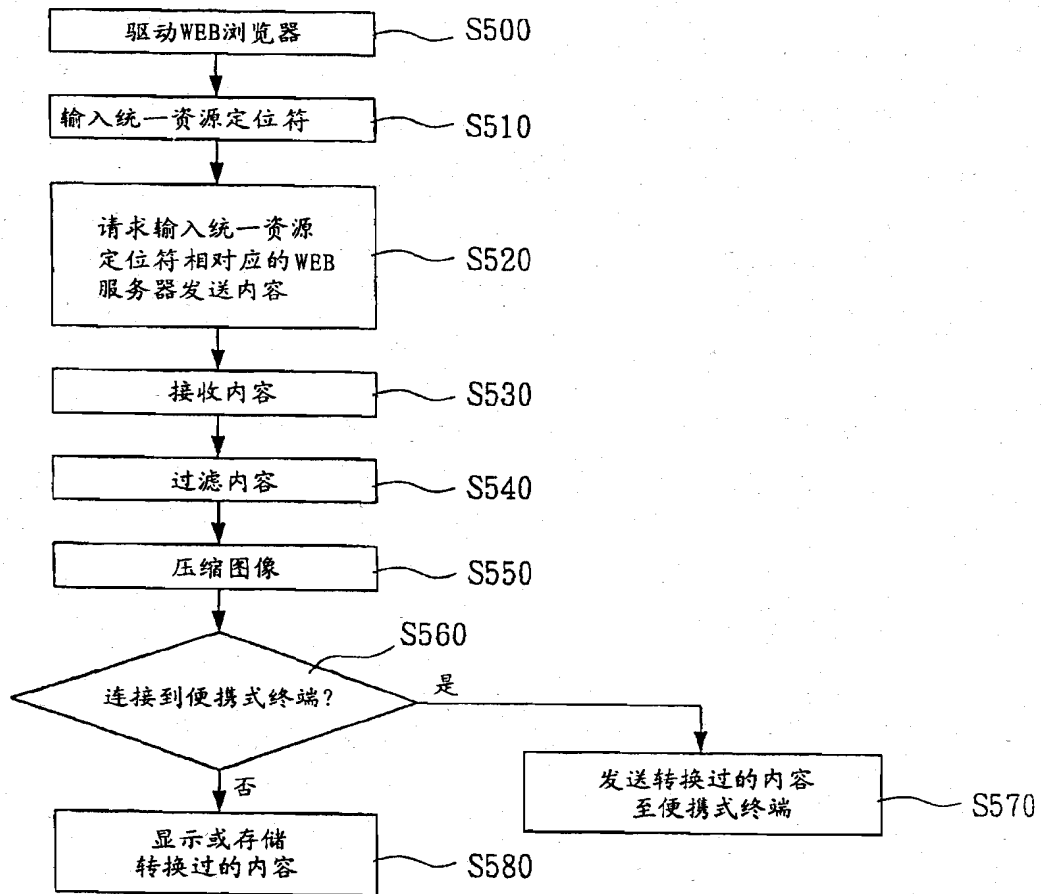 驱动WEB浏览器
S500
输入统一资源定位符
S510
请求输入统一资源
定位符相对应的WEB
服务器发送内容
S520
接收内容
S530
过滤内容
S540
压缩图像
S550
S560
连接到便携式终端?
是
否
发送转换过的内容
至便携式终端
S570
显示或存储
转换过的内容
S580